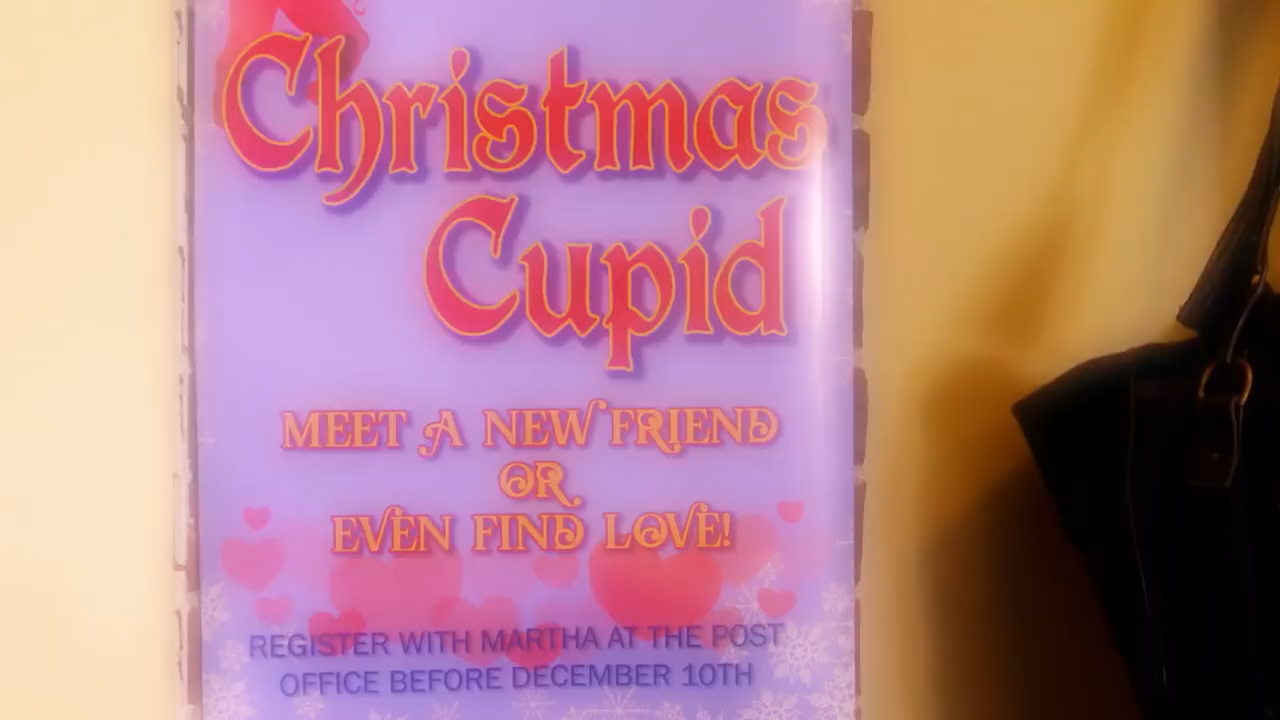 Christmas
Cupid
MEET A NEW FRIEND
OR
EVEN FIND LOVE!
REGISTER WITH MARTHA AT THE POST
OFFICE BEFORE DECEMBER 10TH